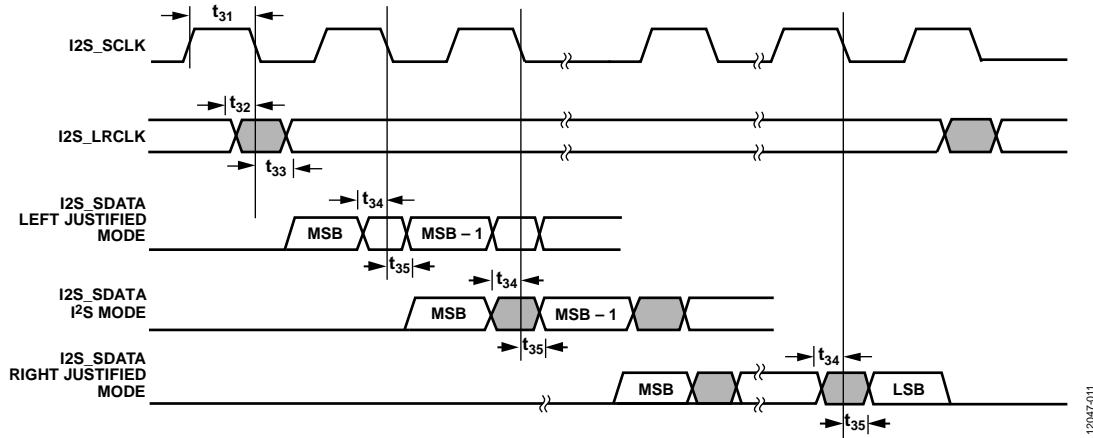 t31
I2S_SCLK
t32
I2S_LRCLK
t33
I2S_SDATA
LEFT JUSTIFIED
MODE
t34
MSB
MSB – 1
t35
I2S_SDATA
I²S MODE
t34
MSB
MSB – 1
t35
I2S_SDATA
RIGHT JUSTIFIED
MODE
t34
MSB
LSB
t35
12047-011